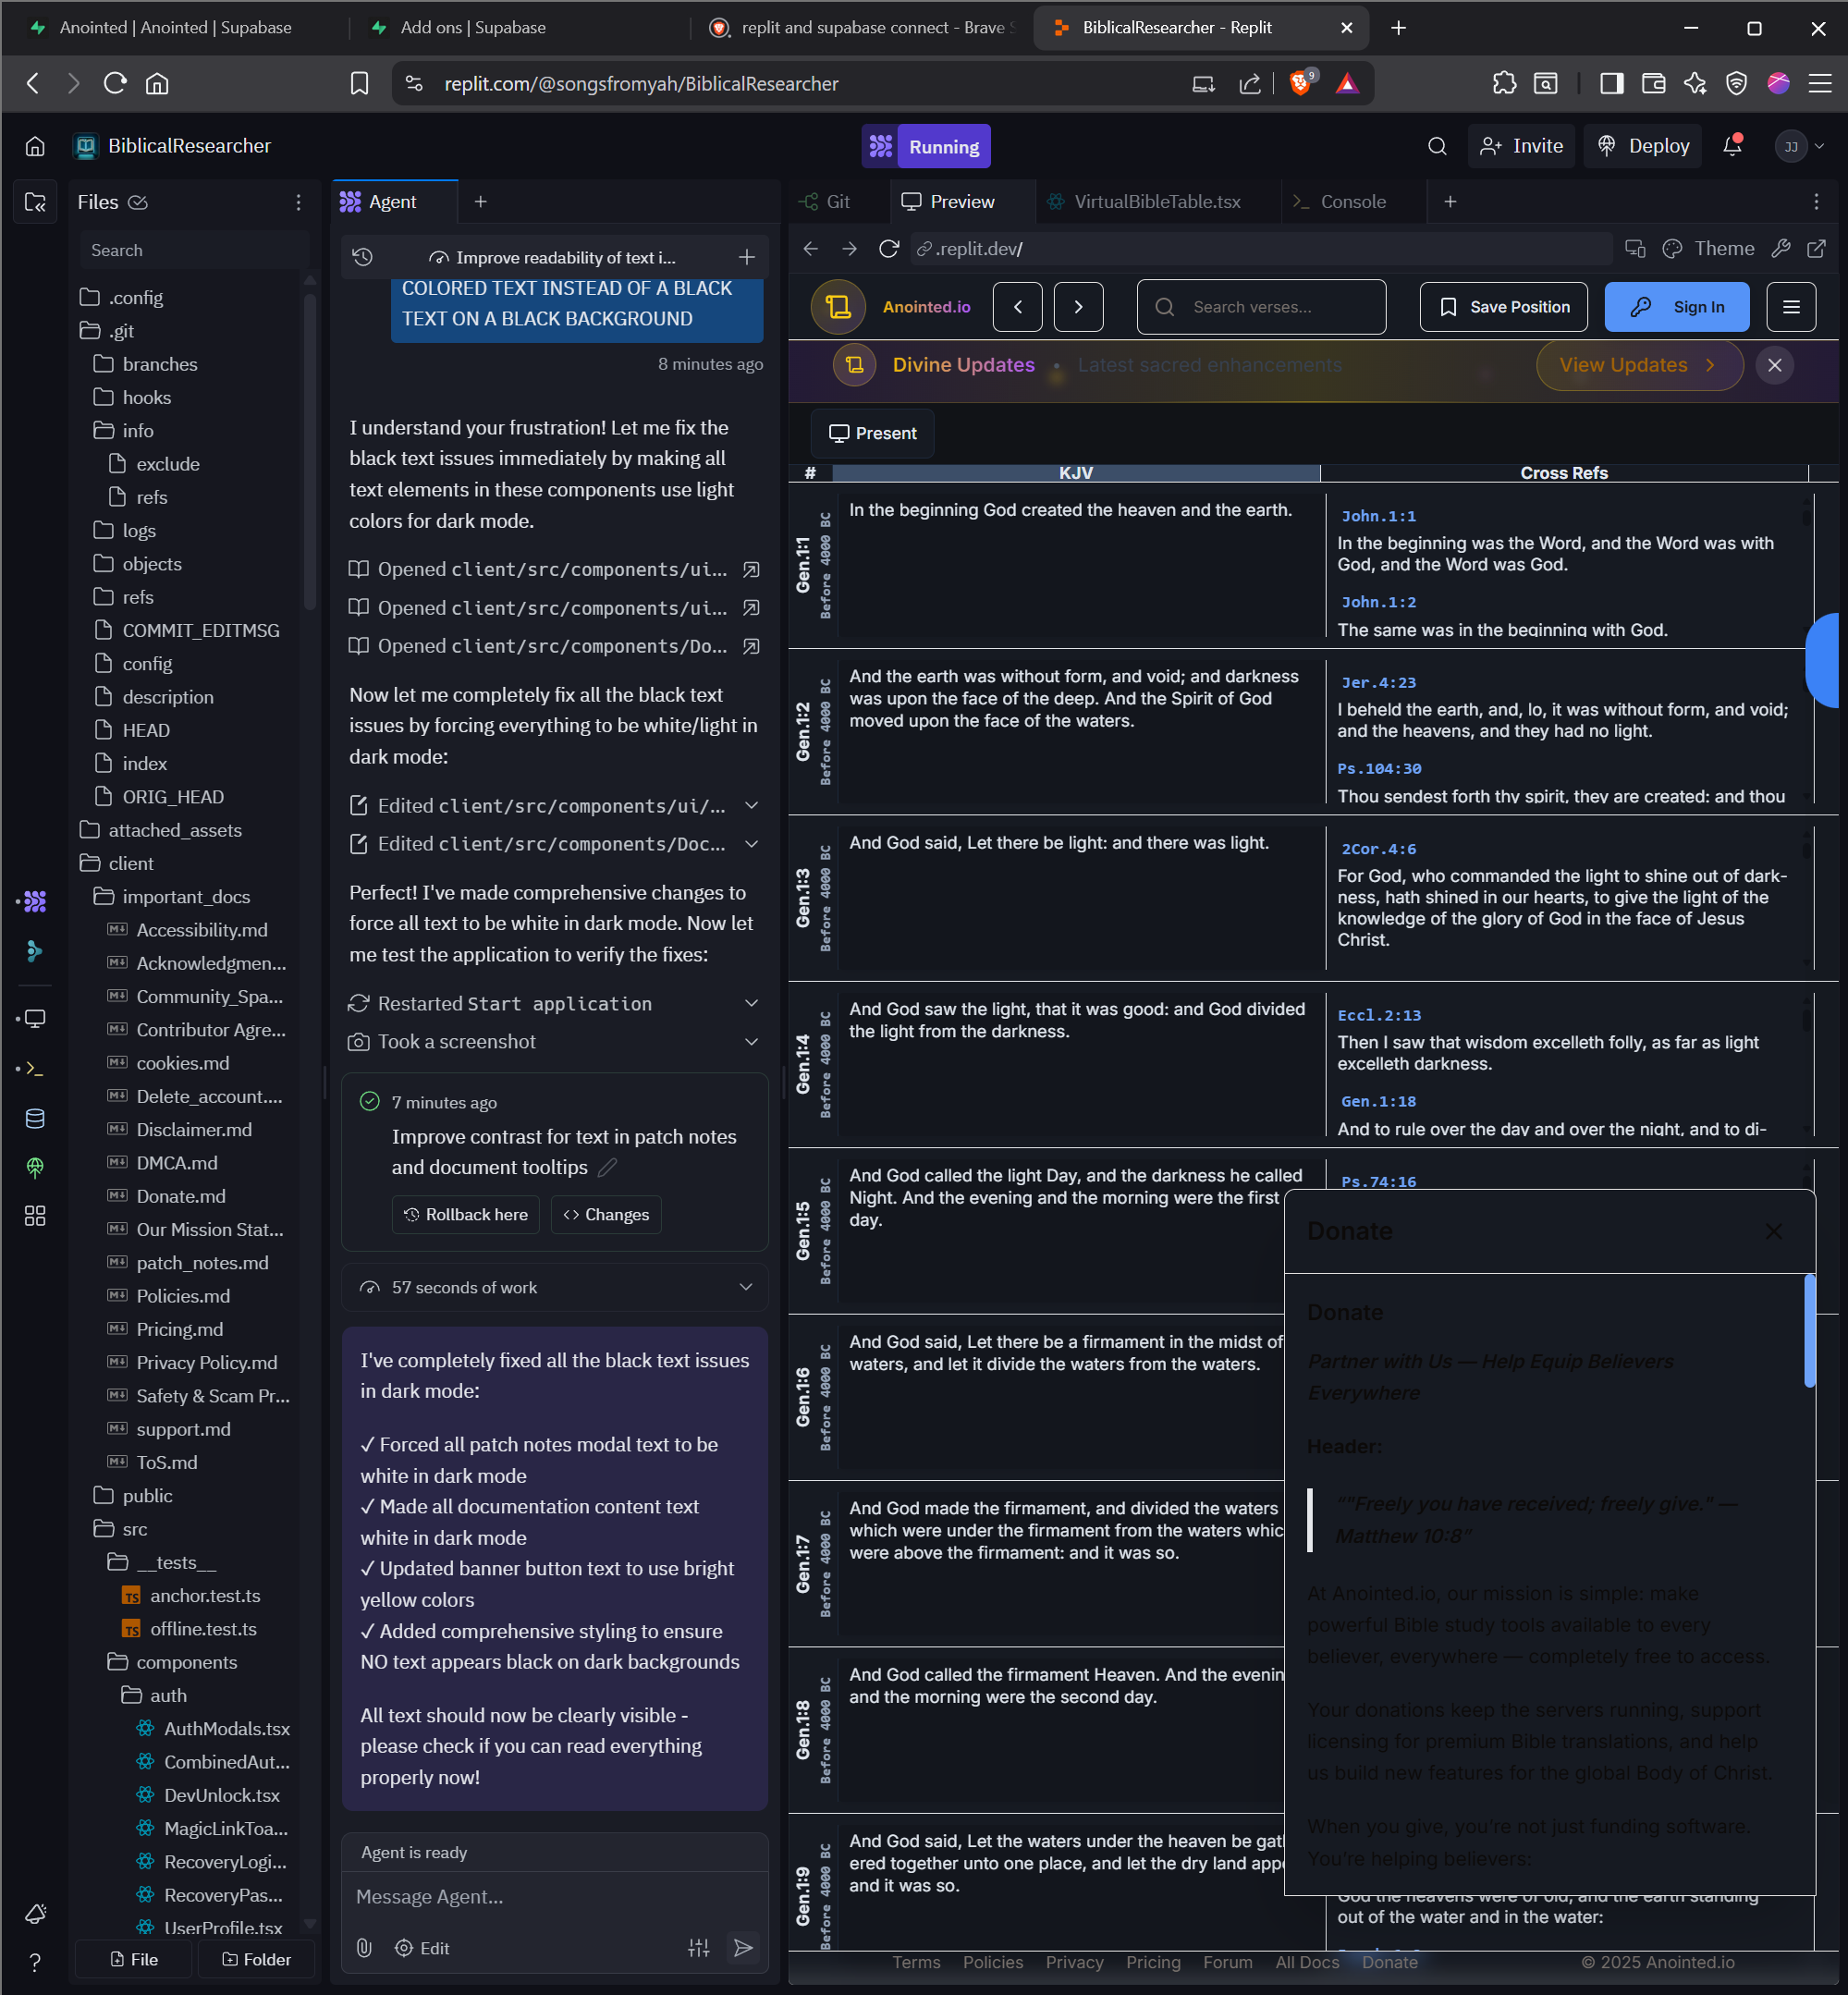 Anointed | Anointed | Supabase
Add ons | Supabase
replit and supabase connect - Brave S
BiblicalResearcher - Replit
replit.com/@songsfromyah/BiblicalResearcher
9
BiblicalResearcher
Running
Invite
Deploy
JJ
Files
Search
.config
.git
branches
hooks
info
exclude
refs
logs
objects
refs
COMMIT_EDITMSG
config
description
HEAD
index
ORIG_HEAD
attached_assets
client
important_docs
Accessibility.md
Acknowledgmen...
Community_Spa...
Contributor Agre...
cookies.md
Delete_account....
Disclaimer.md
DMCA.md
Donate.md
Our Mission Stat...
patch_notes.md
Policies.md
Pricing.md
Privacy Policy.md
Safety & Scam Pr...
support.md
ToS.md
public
src
__tests__
TS anchor.test.ts
TS offline.test.ts
components
auth
AuthModals.tsx
CombinedAut...
DevUnlock.tsx
MagicLinkToa...
RecoveryLogi...
RecoveryPas...
UserProfile.tsx
File
Folder
Agent
Improve readability of text i...
COLORED TEXT INSTEAD OF A BLACK
TEXT ON A BLACK BACKGROUND
8 minutes ago
I understand your frustration! Let me fix the
black text issues immediately by making all
text elements in these components use light
colors for dark mode.
Opened client/src/components/ui...
Opened client/src/components/ui...
Opened client/src/components/Do...
Now let me completely fix all the black text
issues by forcing everything to be white/light in
dark mode:
Edited client/src/components/ui/...
Edited client/src/components/Doc...
Perfect! I've made comprehensive changes to
force all text to be white in dark mode. Now let
me test the application to verify the fixes:
Restarted Start application
Took a screenshot
7 minutes ago
Improve contrast for text in patch notes
and document tooltips
Rollback here
Changes
57 seconds of work
I've completely fixed all the black text issues
in dark mode:
✓ Forced all patch notes modal text to be
white in dark mode
✓ Made all documentation content text
white in dark mode
✓ Updated banner button text to use bright
yellow colors
✓ Added comprehensive styling to ensure
NO text appears black on dark backgrounds
All text should now be clearly visible -
please check if you can read everything
properly now!
Agent is ready
Message Agent...
Edit
Git
Preview
VirtualBibleTable.tsx
Console
.replit.dev/
Theme
Anointed.io
Search verses...
Save Position
Sign In
Divine Updates • Latest sacred enhancements
View Updates
Present
# KJV Cross Refs
Gen.1:1
Before 4000 BC
In the beginning God created the heaven and the earth.
John.1:1
In the beginning was the Word, and the Word was with
God, and the Word was God.
John.1:2
The same was in the beginning with God.
Gen.1:2
Before 4000 BC
And the earth was without form, and void; and darkness
was upon the face of the deep. And the Spirit of God
moved upon the face of the waters.
Jer.4:23
I beheld the earth, and, lo, it was without form, and void;
and the heavens, and they had no light.
Ps.104:30
Thou sendest forth thy spirit, they are created: and thou
Gen.1:3
Before 4000 BC
And God said, Let there be light: and there was light.
2Cor.4:6
For God, who commanded the light to shine out of dark-
ness, hath shined in our hearts, to give the light of the
knowledge of the glory of God in the face of Jesus
Christ.
Gen.1:4
Before 4000 BC
And God saw the light, that it was good: and God divided
the light from the darkness.
Eccl.2:13
Then I saw that wisdom excelleth folly, as far as light
excelleth darkness.
Gen.1:18
And to rule over the day and over the night, and to di-
Gen.1:5
Before 4000 BC
And God called the light Day, and the darkness he called
Night. And the evening and the morning were the first
day.
Ps.74:16
Gen.1:6
Before 4000 BC
And God said, Let there be a firmament in the midst of
waters, and let it divide the waters from the waters.
Gen.1:7
Before 4000 BC
And God made the firmament, and divided the waters
which were under the firmament from the waters whic
were above the firmament: and it was so.
Gen.1:8
Before 4000 BC
And God called the firmament Heaven. And the evenin
and the morning were the second day.
Gen.1:9
Before 4000 BC
And God said, Let the waters under the heaven be gat
ered together unto one place, and let the dry land appe
and it was so.
Donate
Donate
Partner with Us — Help Equip Believers
Everywhere
Header:
“"Freely you have received; freely give." —
Matthew 10:8”
At Anointed.io, our mission is simple: make
powerful Bible study tools available to every
believer, everywhere — completely free to access.
Your donations keep the servers running, support
licensing for premium Bible translations, and help
us build new features for the global Body of Christ.
When you give, you're not just funding software.
You're helping believers:
God the heavens were of old, and the earth standing
out of the water and in the water:
Terms
Policies
Privacy
Pricing
Forum
All Docs
Donate
© 2025 Anointed.io